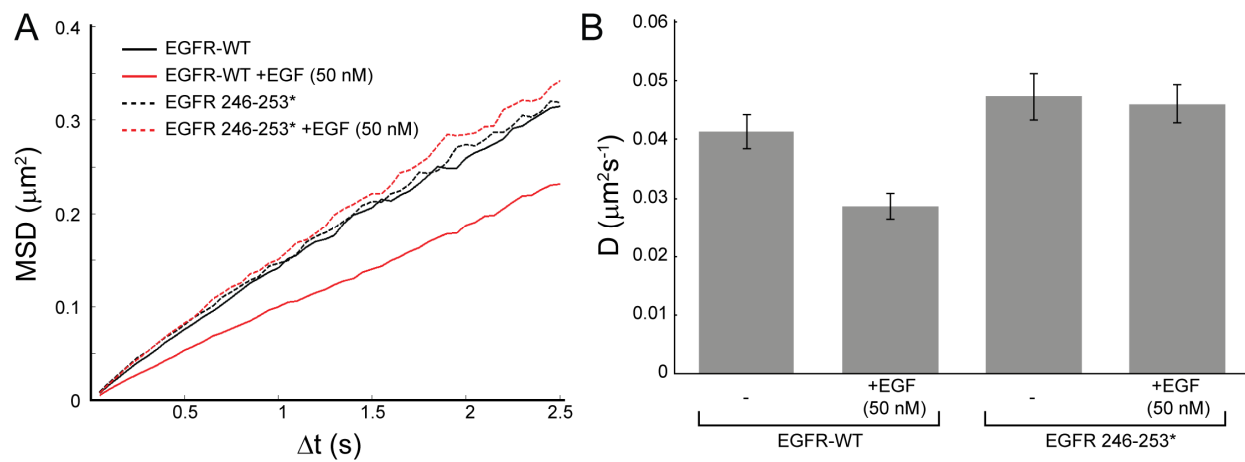 A
MSD (μm²)
0.4
0.3
0.2
0.1
0
EGFR-WT
EGFR-WT +EGF (50 nM)
EGFR 246-253*
EGFR 246-253* +EGF (50 nM)
0.5
1
1.5
2
2.5
Δt (s)
B
D (μm²s⁻¹)
0.06
0.05
0.04
0.03
0.02
0.01
0
-
+EGF
(50 nM)
-
+EGF
(50 nM)
EGFR-WT
EGFR 246-253*